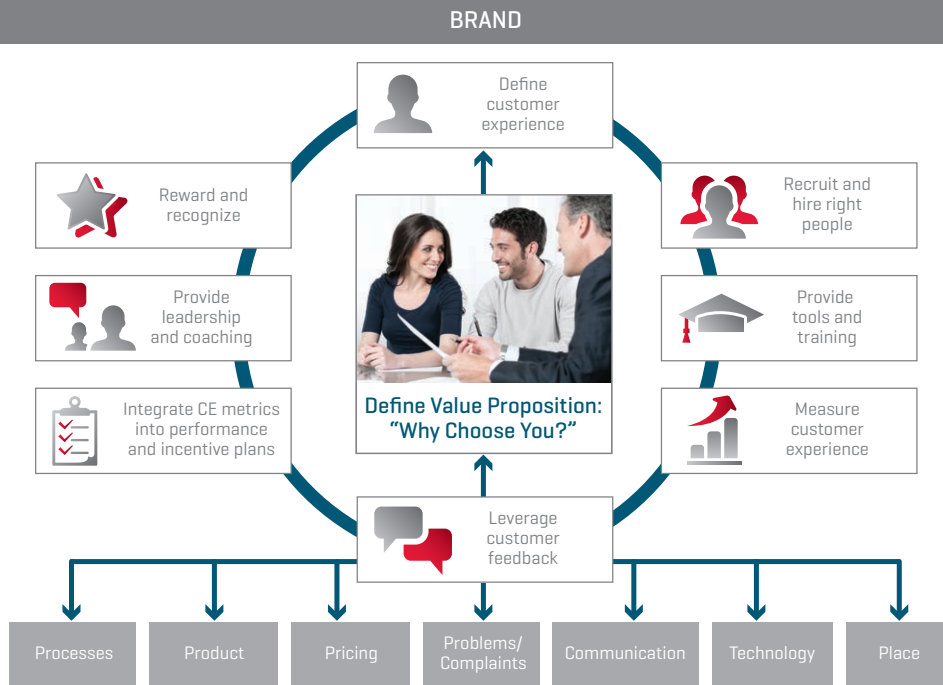 BRAND
Define
customer
experience
Reward and
recognize
Recruit and
hire right
people
Provide
leadership
and coaching
Provide
tools and
training
Define Value Proposition:
“Why Choose You?”
Integrate CE metrics
into performance
and incentive plans
Measure
customer
experience
Leverage
customer
feedback
Processes
Product
Pricing
Problems/
Complaints
Communication
Technology
Place